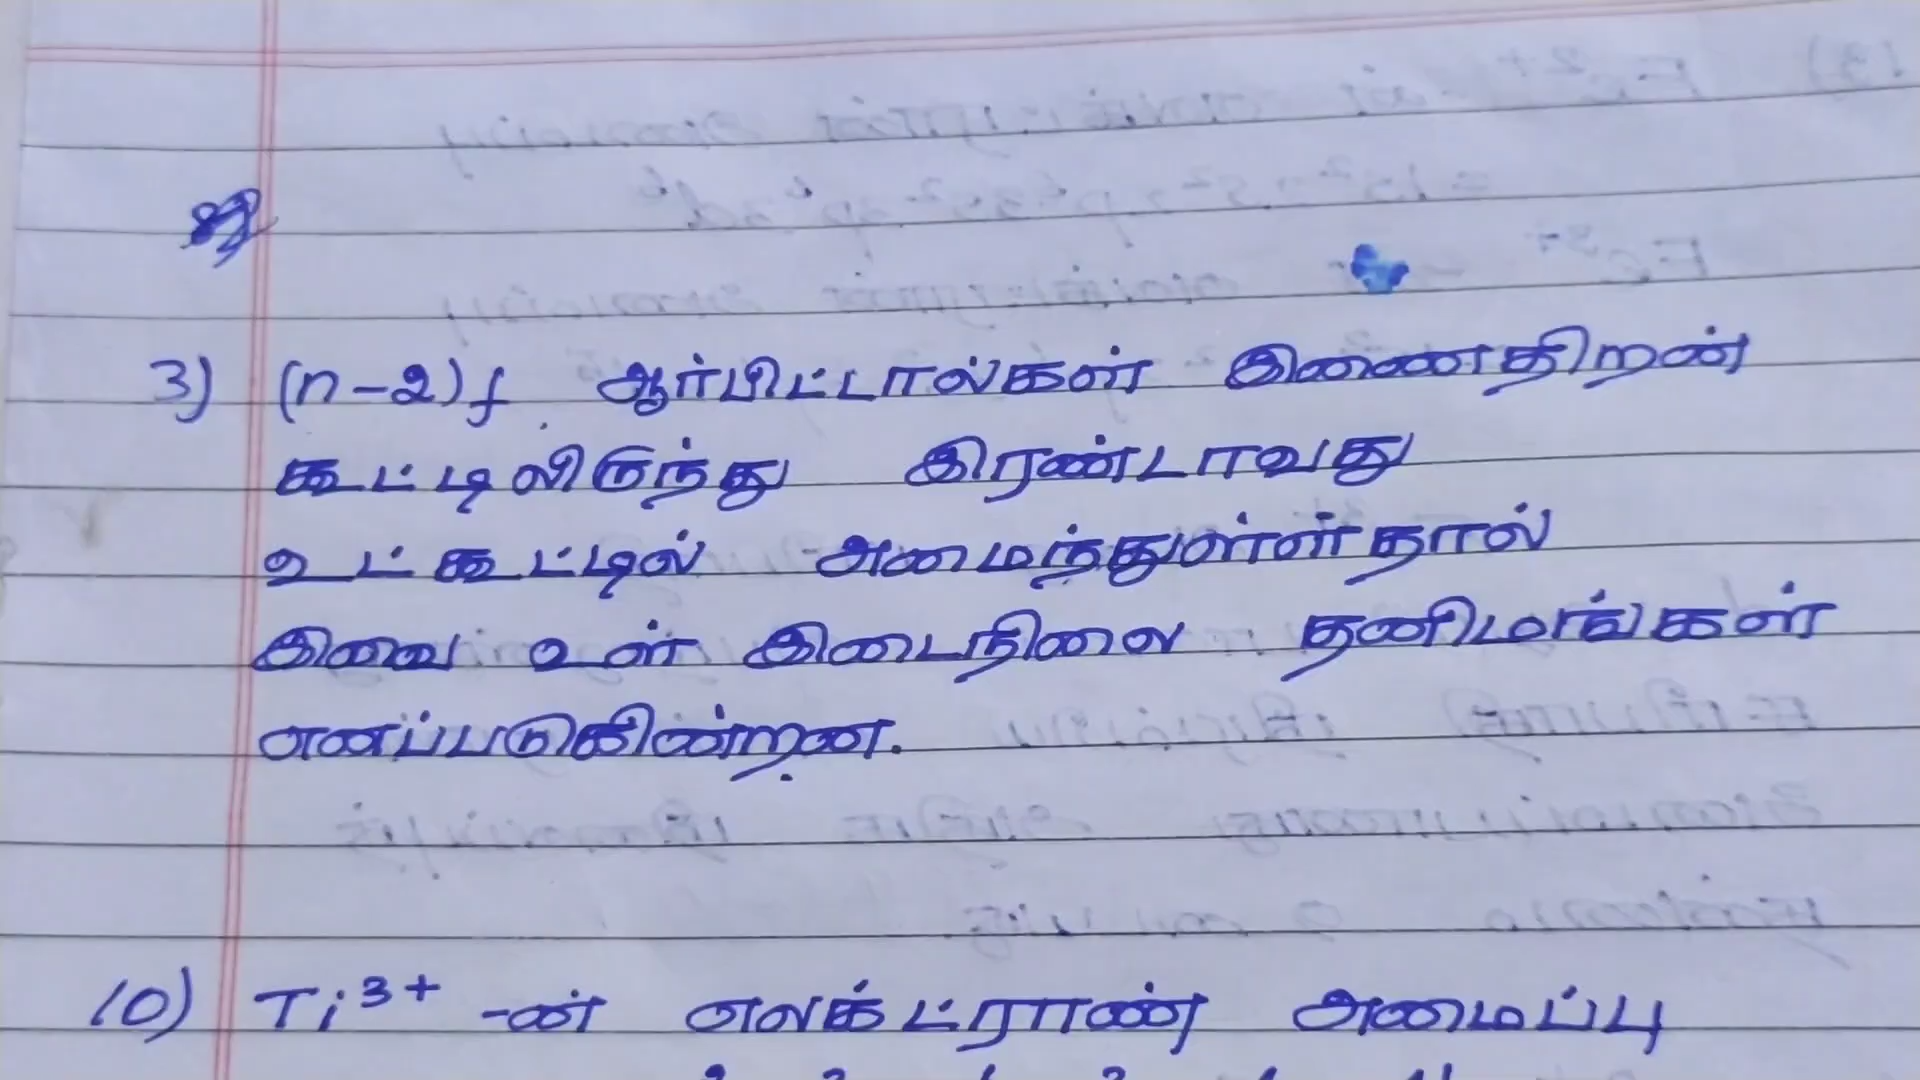 3) (n-2)f ஆர்பிட்டால்கள் இணைதிறன்
கூட்டிலிருந்து இரண்டாவது
உட்கூட்டில் அமைந்துள்ள்தால்
இவை உள் இடைநிலை தனிமங்கள்
எனப்படுகின்றன.
10) Ti³⁺ -ன் எலக்ட்ராண் அமைப்பு